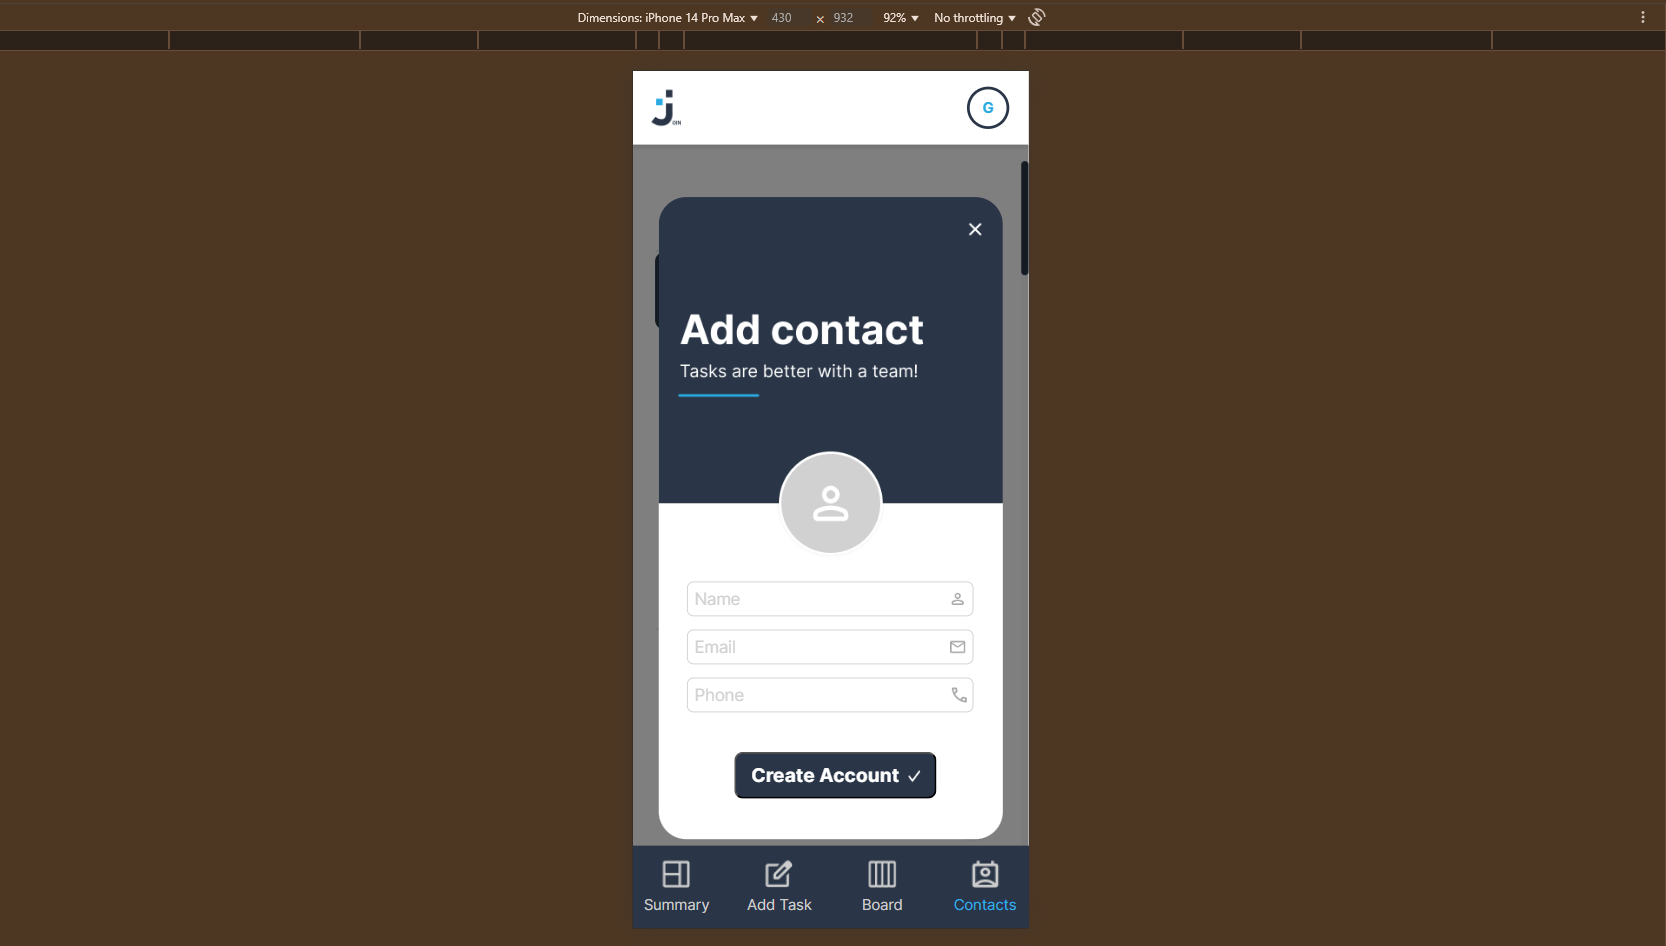 Dimensions: iPhone 14 Pro Max ▼ 430 × 932 92% ▼ No throttling ▼
JOIN
G
Add contact
Tasks are better with a team!
Name
Email
Phone
Create Account ✓
Summary Add Task Board Contacts